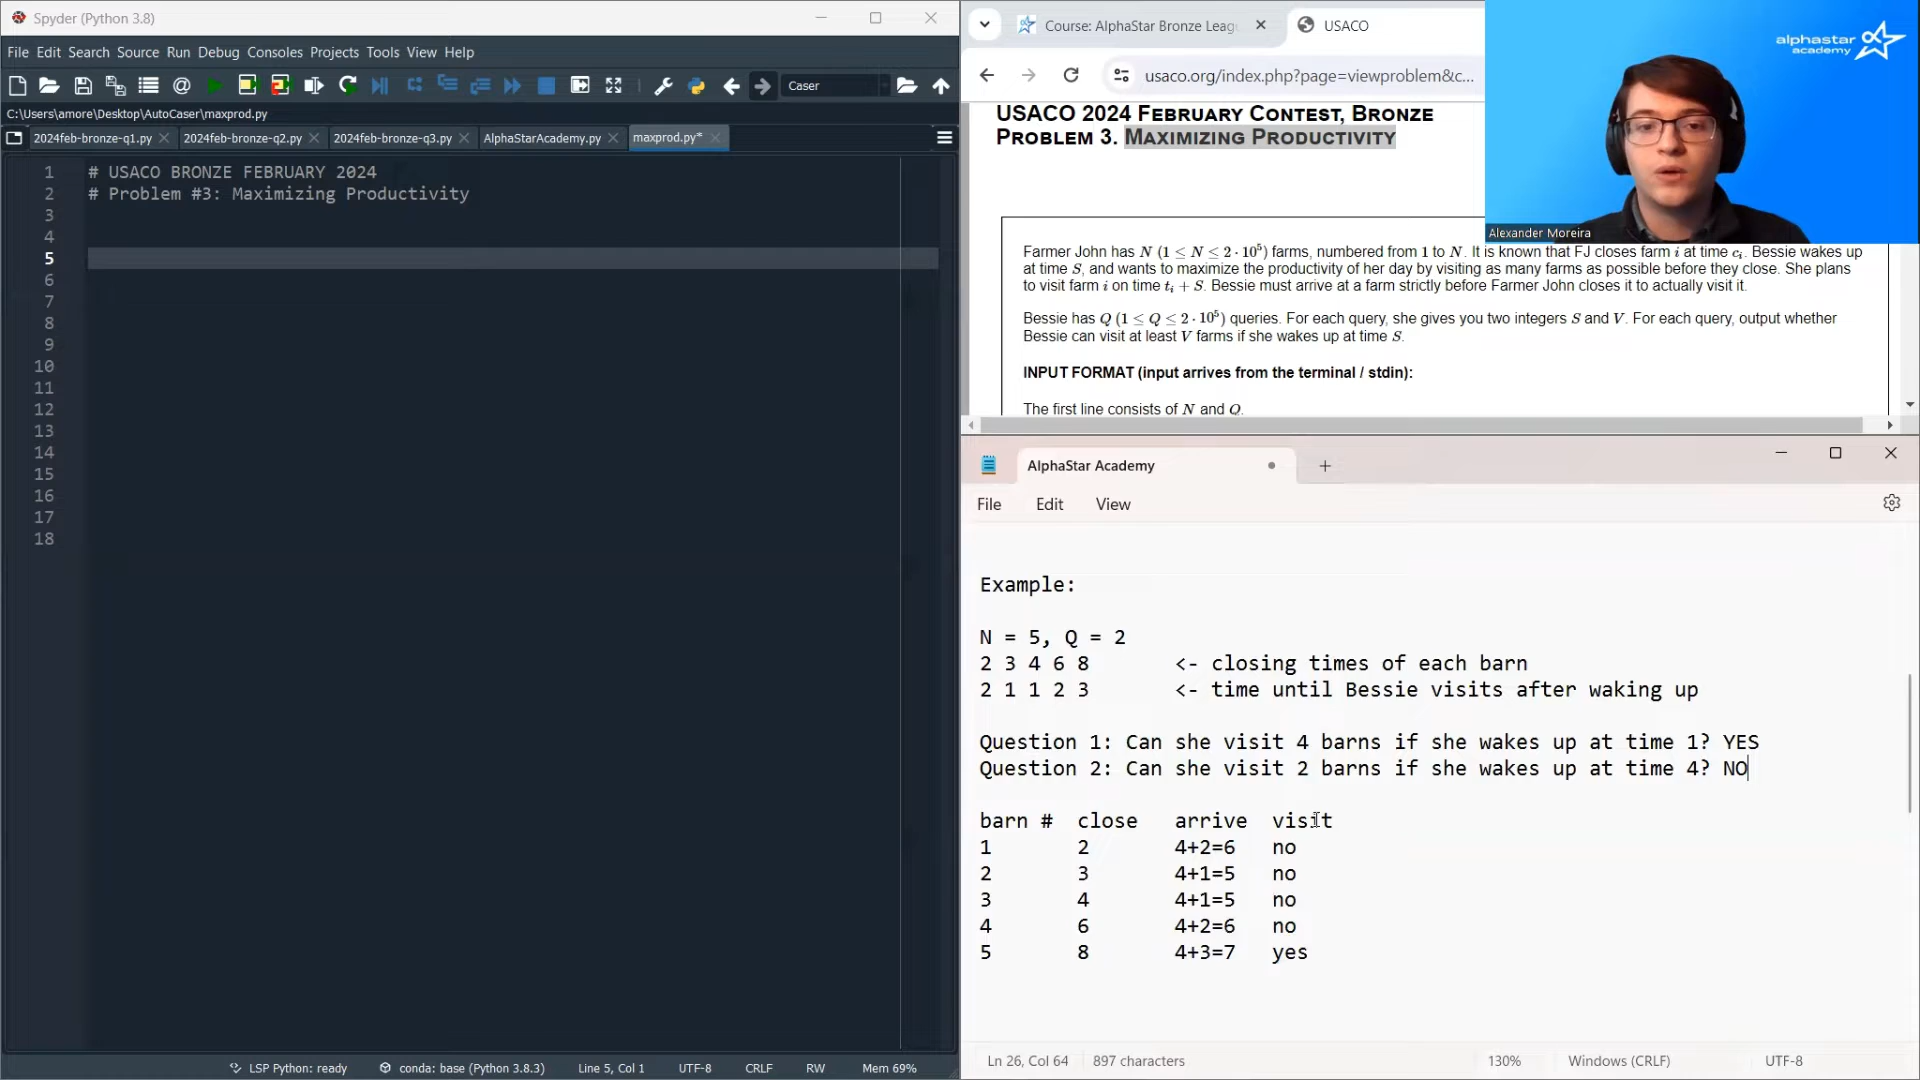 Spyder (Python 3.8)
File Edit Search Source Run Debug Consoles Projects Tools View Help
Caser
C:\Users\amore\Desktop\AutoCaser\maxprod.py
2024feb-bronze-q1.py 2024feb-bronze-q2.py 2024feb-bronze-q3.py AlphaStarAcademy.py maxprod.py*
1 # USACO BRONZE FEBRUARY 2024
2 # Problem #3: Maximizing Productivity
3
4
5
6
7
8
9
10
11
12
13
14
15
16
17
18
LSP Python: ready conda: base (Python 3.8.3) Line 5, Col 1 UTF-8 CRLF RW Mem 69%
Course: AlphaStar Bronze Leag USACO
usaco.org/index.php?page=viewproblem&c...
USACO 2024 FEBRUARY CONTEST, BRONZE
PROBLEM 3. MAXIMIZING PRODUCTIVITY
Farmer John has N (1 ≤ N ≤ 2 · 10⁵) farms, numbered from 1 to N. It is known that FJ closes farm i at time cᵢ. Bessie wakes up
at time S, and wants to maximize the productivity of her day by visiting as many farms as possible before they close. She plans
to visit farm i on time tᵢ + S. Bessie must arrive at a farm strictly before Farmer John closes it to actually visit it.
Bessie has Q (1 ≤ Q ≤ 2 · 10⁵) queries. For each query, she gives you two integers S and V. For each query, output whether
Bessie can visit at least V farms if she wakes up at time S.
INPUT FORMAT (input arrives from the terminal / stdin):
The first line consists of N and Q.
alphastar
academy
Alexander Moreira
AlphaStar Academy
File Edit View
Example:
N = 5, Q = 2
2 3 4 6 8 <- closing times of each barn
2 1 1 2 3 <- time until Bessie visits after waking up
Question 1: Can she visit 4 barns if she wakes up at time 1? YES
Question 2: Can she visit 2 barns if she wakes up at time 4? NO
barn # close arrive visit
1 2 4+2=6 no
2 3 4+1=5 no
3 4 4+1=5 no
4 6 4+2=6 no
5 8 4+3=7 yes
Ln 26, Col 64 897 characters 130% Windows (CRLF) UTF-8